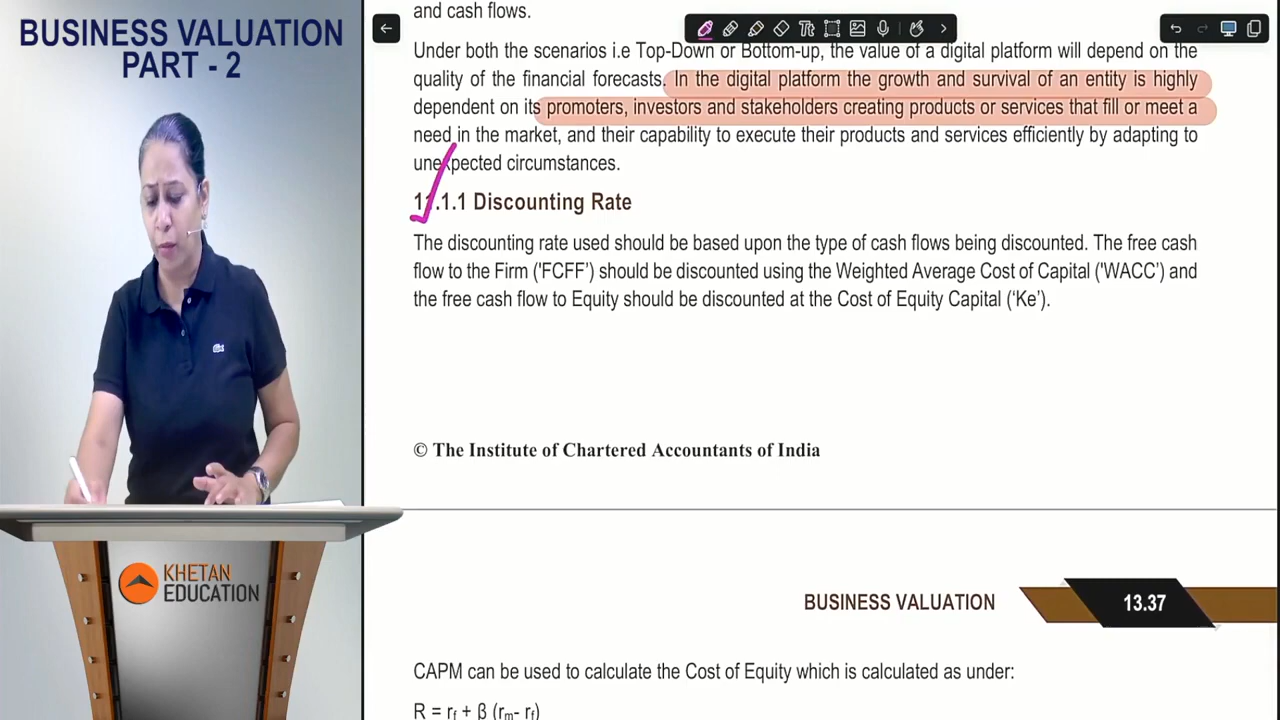 BUSINESS VALUATION
PART - 2
and cash flows.
Under both the scenarios i.e Top-Down or Bottom-up, the value of a digital platform will depend on the
quality of the financial forecasts. In the digital platform the growth and survival of an entity is highly
dependent on its promoters, investors and stakeholders creating products or services that fill or meet a
need in the market, and their capability to execute their products and services efficiently by adapting to
unexpected circumstances.
11.1.1 Discounting Rate
The discounting rate used should be based upon the type of cash flows being discounted. The free cash
flow to the Firm ('FCFF') should be discounted using the Weighted Average Cost of Capital ('WACC') and
the free cash flow to Equity should be discounted at the Cost of Equity Capital (‘Ke’).
© The Institute of Chartered Accountants of India
KHETAN
EDUCATION
BUSINESS VALUATION 13.37
CAPM can be used to calculate the Cost of Equity which is calculated as under:
R = rf + β (rm- rf)